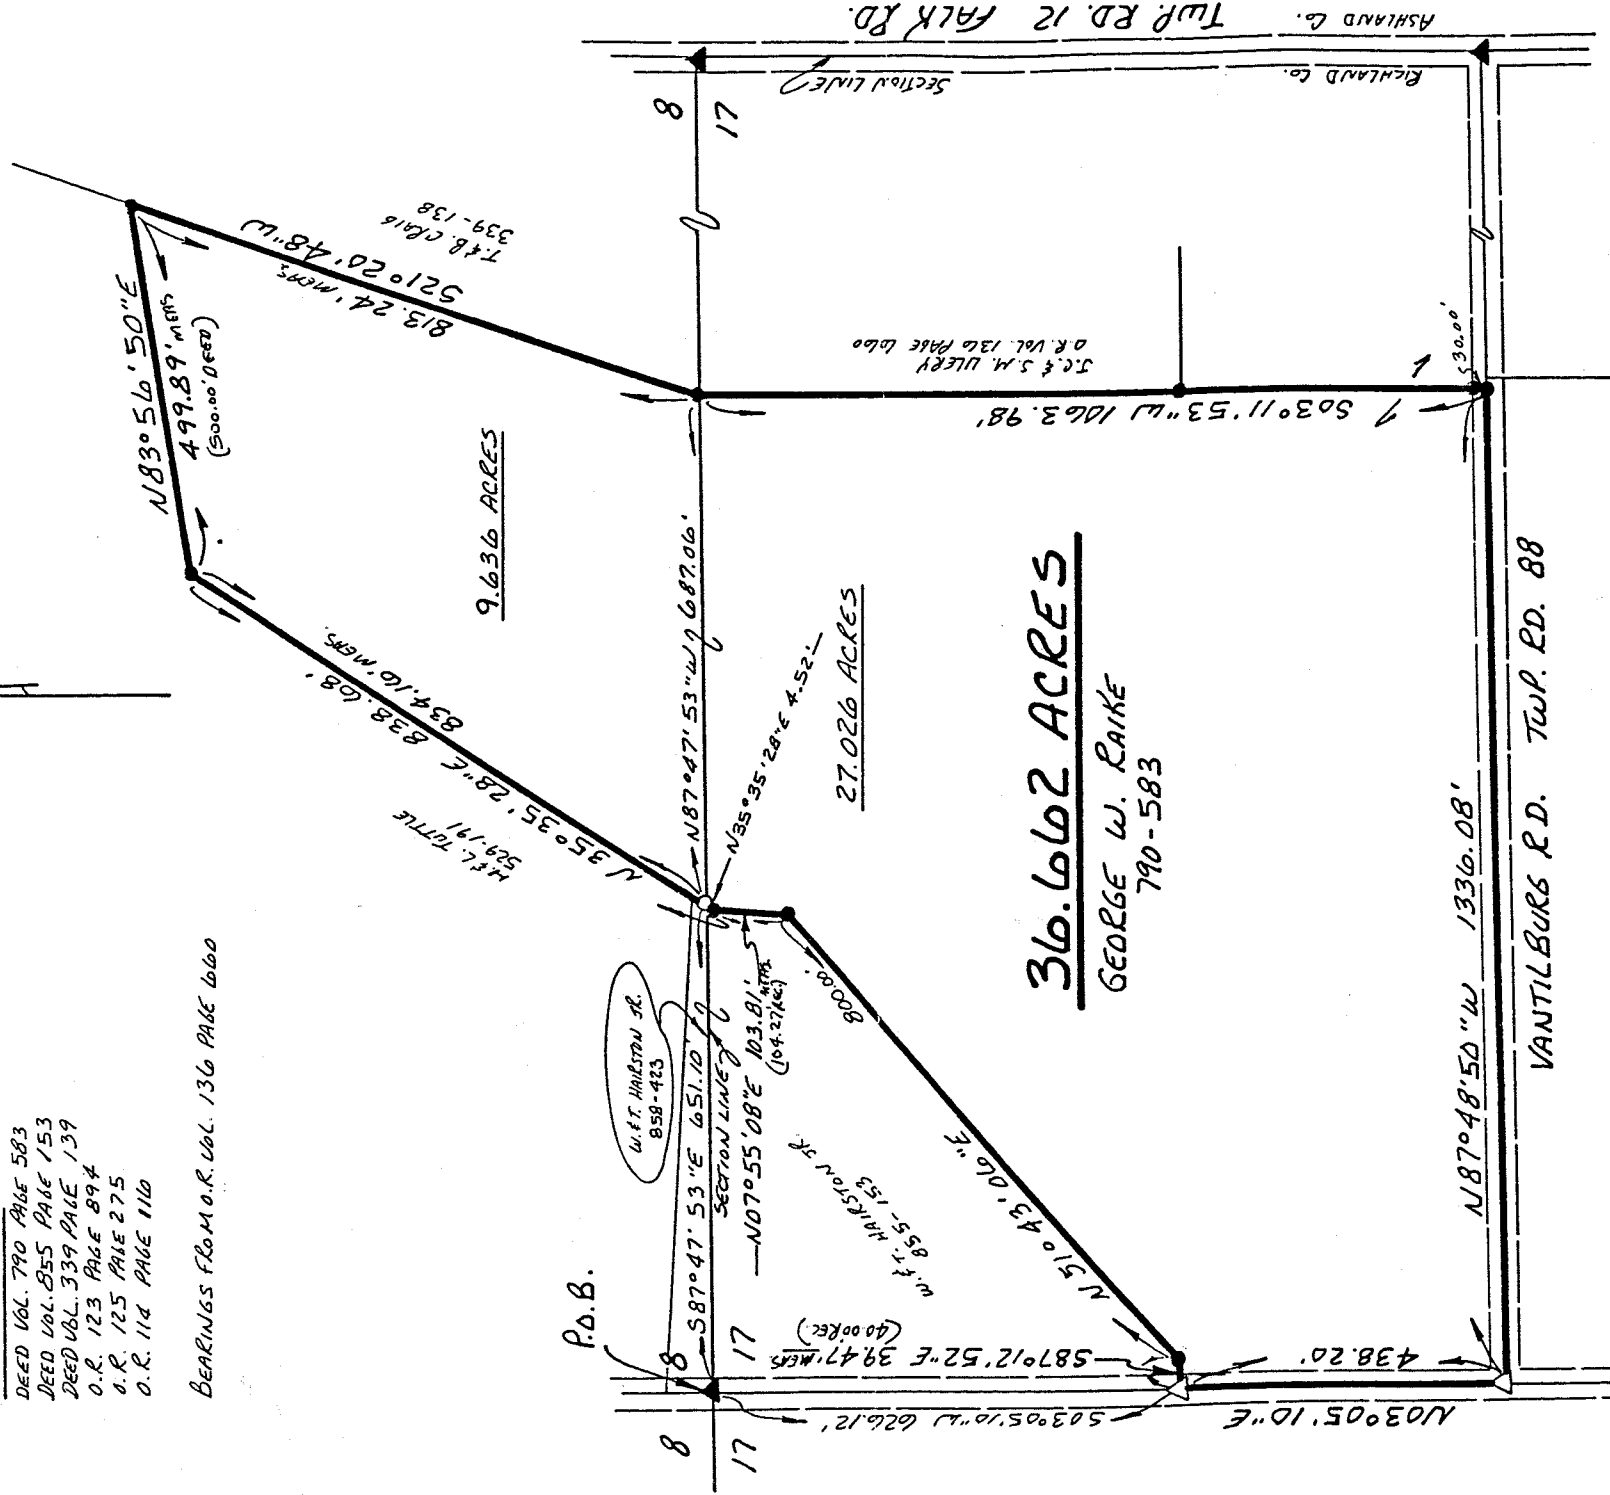 DEED VOL. 790 PAGE 583
DEED VOL. 855 PAGE 153
DEED VOL. 339 PAGE 139
O.R. 123 PAGE 894
O.R. 125 PAGE 275
O.R. 114 PAGE 116
BEARINGS FROM O.R. VOL. 136 PAGE 660
P.O.B.
8
17
8
17
S87°47'53"E 651.10'
SECTION LINE
W. & T. HAIRSTON JR.
858-423
N07°55'08"E 103.81' MEAS.
(104.27 REC.)
N35°35'28"E 4.52'
N87°47'53"W 687.06'
H. & L. TUTTLE
529-191
N 35°35'28"E 838.68'
834.16' MEAS.
N83°56'50"E
499.89' MEAS
(500.00' DEED)
9.636 ACRES
S21°20'48"W
813.24' MEAS.
T. & B. CRAIG
339-138
8
17
SECTION LINE
TWP. RD. 12 FALK RD.
ASHLAND CO.
RICHLAND CO.
J.C. & S.M. ULERY
O.R. VOL. 136 PAGE 660
S03°11'53"W 1063.98'
30.00'
27.026 ACRES
36.662 ACRES
GEORGE W. RAIKE
790-583
800.00'
N 51°43'06"E
W. & T. HAIRSTON JR
855-153
S87°12'52"E 39.47' MEAS.
(40.00 REC.)
S03°05'10"W 626.12'
N03°05'10"E
438.20'
N87°48'50"W 1336.08'
VANTILBURG RD. TWP. RD. 88